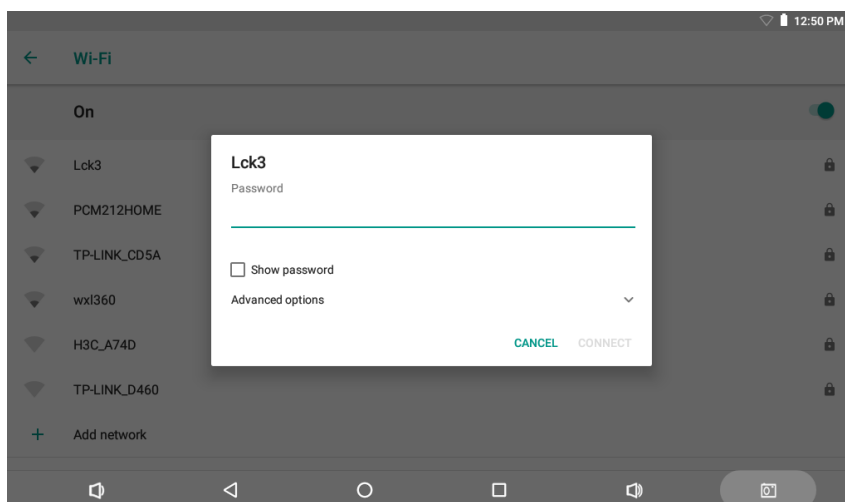 12:50 PM
Wi-Fi
On
Lck3
PCM212HOME
TP-LINK_CD5A
wxl360
H3C_A74D
TP-LINK_D460
Add network
Lck3
Password
Show password
Advanced options
CANCEL CONNECT